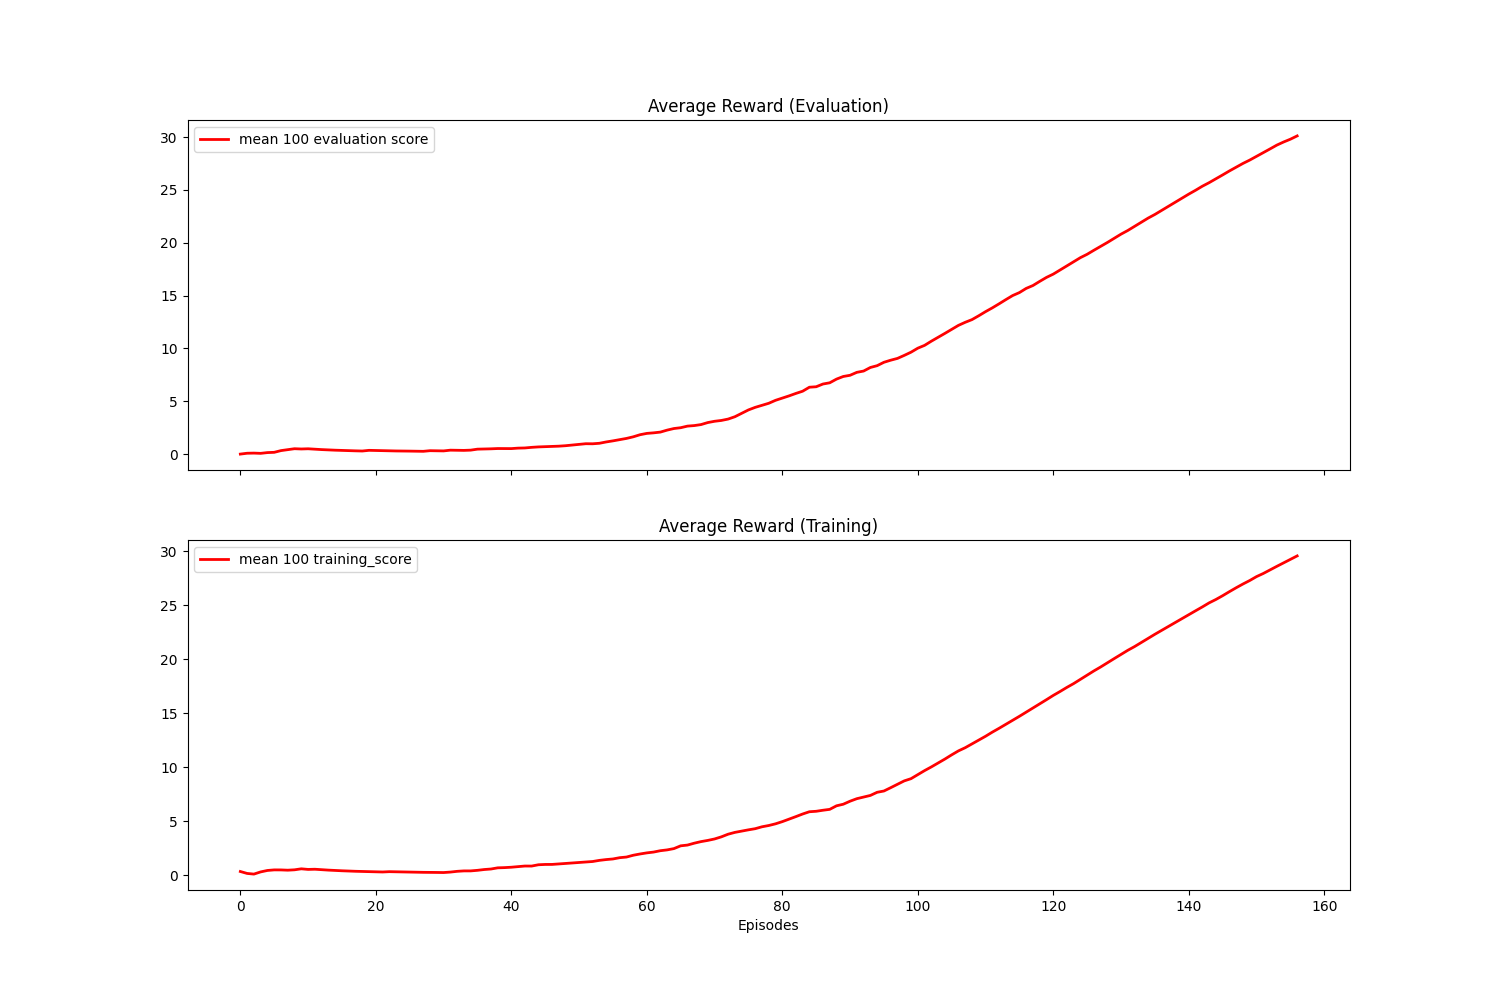 Average Reward (Evaluation)
mean 100 evaluation score
30
25
20
15
10
5
0
Average Reward (Training)
mean 100 training_score
30
25
20
15
10
5
0
0 20 40 60 80 100 120 140 160
Episodes